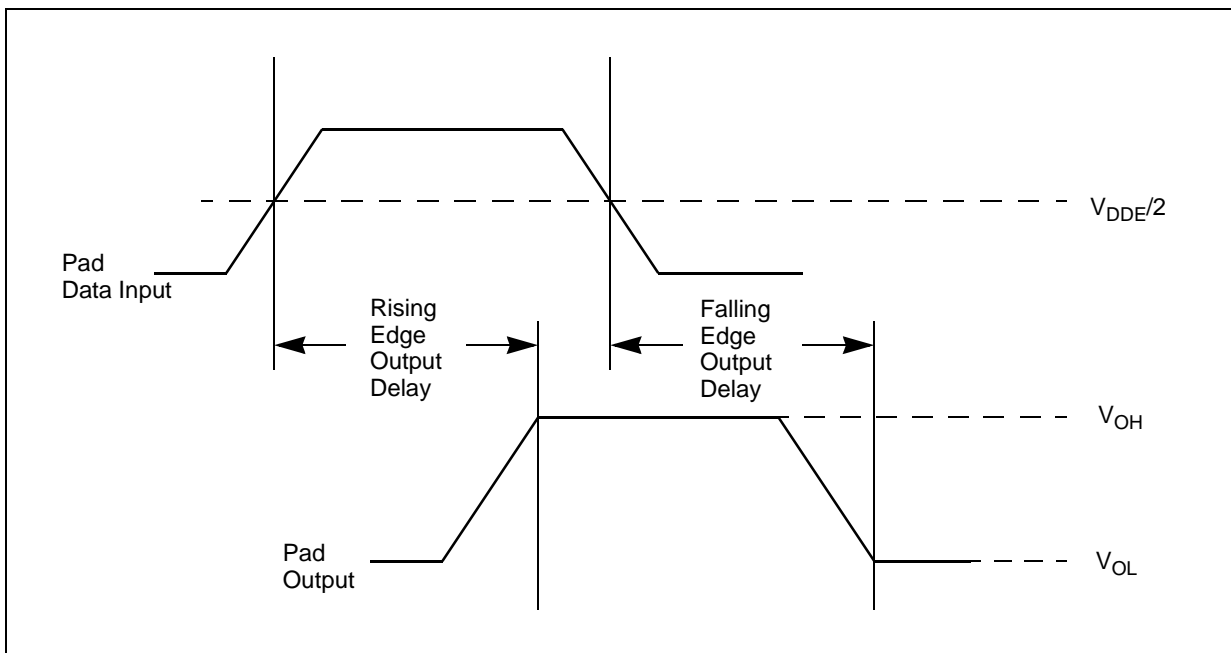 V_DDE/2
Pad
Data Input
Rising
Edge
Output
Delay
Falling
Edge
Output
Delay
V_OH
Pad
Output
V_OL